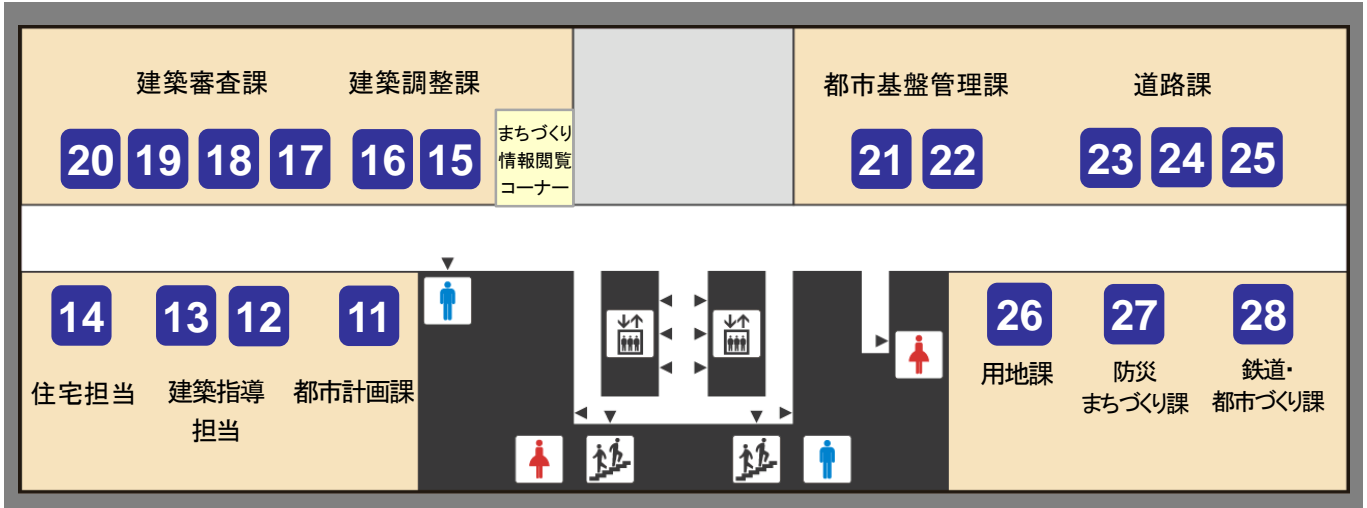 建築審査課
建築調整課
都市基盤管理課
道路課
20 19 18 17 16 15
まちづくり
情報閲覧
コーナー
21 22
23 24 25
14 13 12 11
26 27 28
住宅担当
建築指導
担当
都市計画課
用地課
防災
まちづくり課
鉄道・
都市づくり課